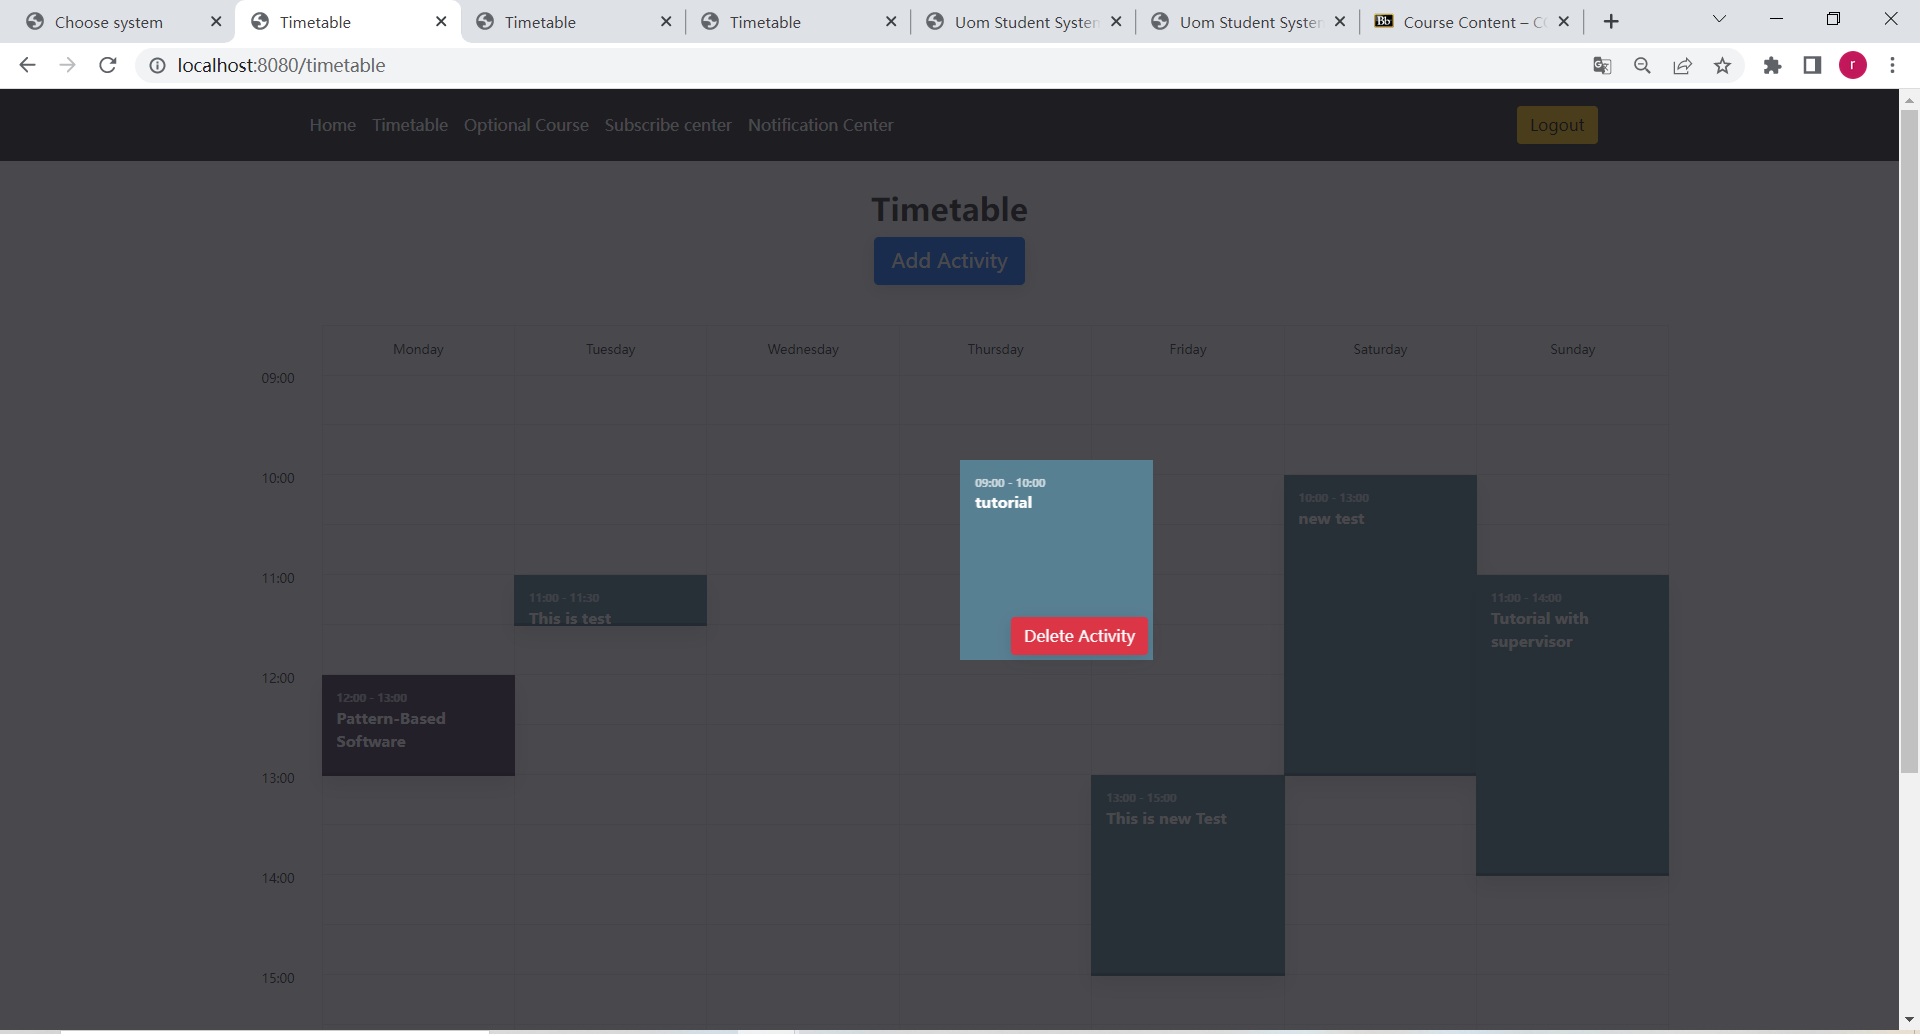 Choose system
Timetable
Timetable
Timetable
Uom Student System
Uom Student System
Bb Course Content – CO
localhost:8080/timetable
r
Home Timetable Optional Course Subscribe center Notification Center
Logout
Timetable
Add Activity
Monday Tuesday Wednesday Thursday Friday Saturday Sunday
09:00
10:00
11:00
12:00
13:00
14:00
15:00
12:00 - 13:00
Pattern-Based
Software
11:00 - 11:30
This is test
09:00 - 10:00
tutorial
Delete Activity
13:00 - 15:00
This is new Test
10:00 - 13:00
new test
11:00 - 14:00
Tutorial with
supervisor